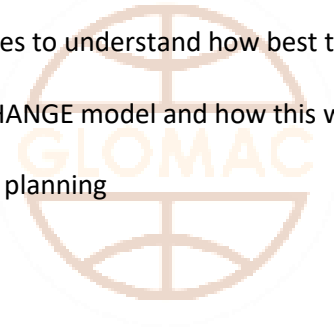 es to understand how best t
HANGE model and how this w
GLOMAC
planning